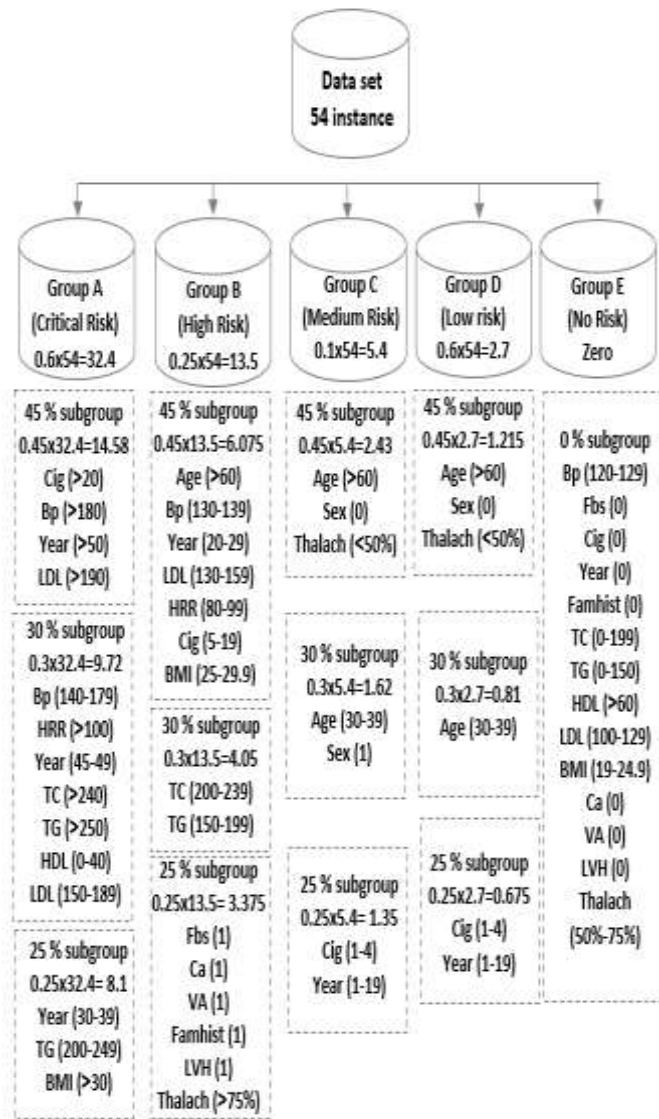 Data set
54 instance
Group A
(Critical Risk)
0.6x54=32.4
Group B
(High Risk)
0.25x54=13.5
Group C
(Medium Risk)
0.1x54=5.4
Group D
(Low risk)
0.6x54=2.7
Group E
(No Risk)
Zero
45 % subgroup
0.45x32.4=14.58
Cig (>20)
Bp (>180)
Year (>50)
LDL (>190)
30 % subgroup
0.3x32.4=9.72
Bp (140-179)
HRR (>100)
Year (45-49)
TC (>240)
TG (>250)
HDL (0-40)
LDL (150-189)
25 % subgroup
0.25x32.4= 8.1
Year (30-39)
TG (200-249)
BMI (>30)
45 % subgroup
0.45x13.5=6.075
Age (>60)
Bp (130-139)
Year (20-29)
LDL (130-159)
HRR (80-99)
Cig (5-19)
BMI (25-29.9)
30 % subgroup
0.3x13.5=4.05
TC (200-239)
TG (150-199)
25 % subgroup
0.25x13.5= 3.375
Fbs (1)
Ca (1)
VA (1)
Famhist (1)
LVH (1)
Thalach (>75%)
45 % subgroup
0.45x5.4=2.43
Age (>60)
Sex (0)
Thalach (<50%)
30 % subgroup
0.3x5.4=1.62
Age (30-39)
Sex (1)
25 % subgroup
0.25x5.4= 1.35
Cig (1-4)
Year (1-19)
45 % subgroup
0.45x2.7=1.215
Age (>60)
Sex (0)
Thalach (<50%)
30 % subgroup
0.3x2.7=0.81
Age (30-39)
25 % subgroup
0.25x2.7=0.675
Cig (1-4)
Year (1-19)
0 % subgroup
Bp (120-129)
Fbs (0)
Cig (0)
Year (0)
Famhist (0)
TC (0-199)
TG (0-150)
HDL (>60)
LDL (100-129)
BMI (19-24.9)
Ca (0)
VA (0)
LVH (0)
Thalach
(50%-75%)